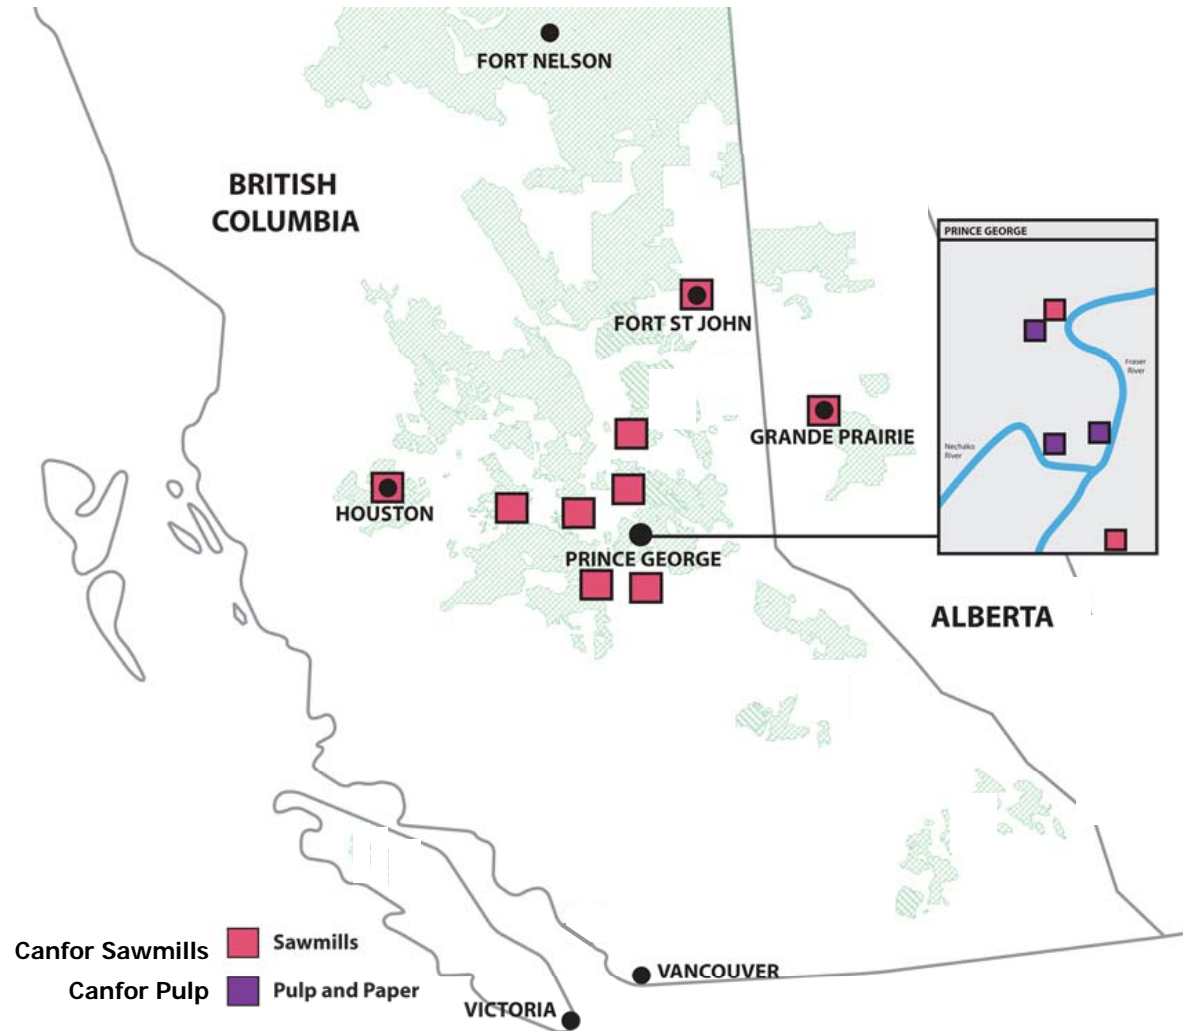 FORT NELSON
BRITISH
COLUMBIA
PRINCE GEORGE
FORT ST JOHN
Fraser
River
GRANDE PRAIRIE
Nechako
River
HOUSTON
PRINCE GEORGE
ALBERTA
Canfor Sawmills
Sawmills
Canfor Pulp
Pulp and Paper
VANCOUVER
VICTORIA